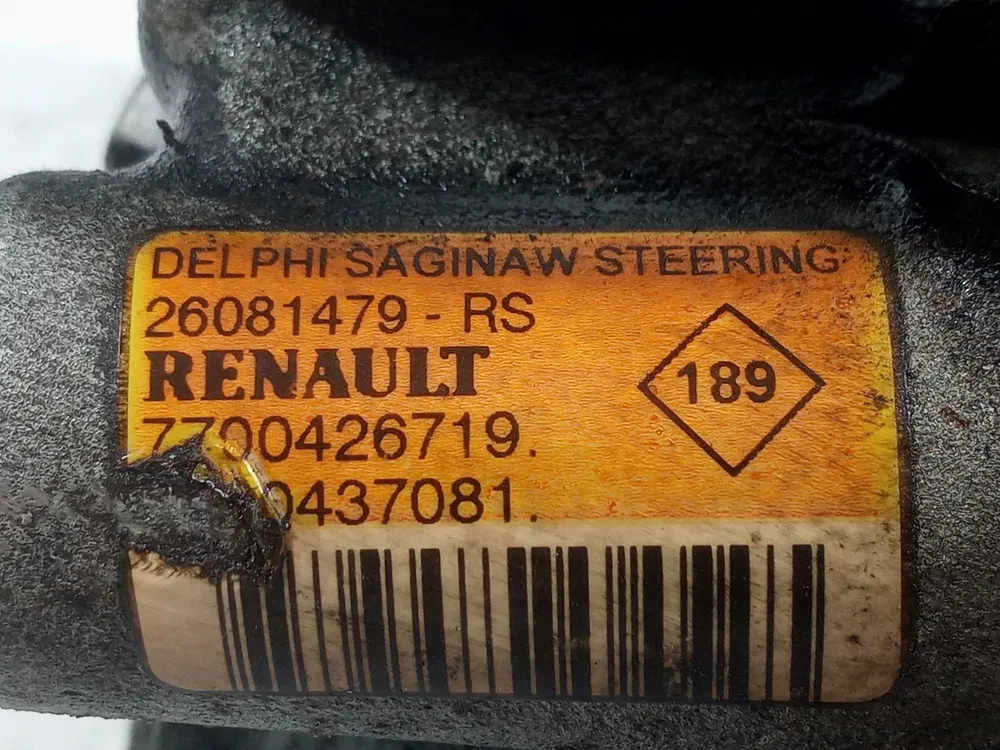 DELPHI SAGINAW STEERING
26081479 - RS
RENAULT
189
7700426719.
0437081.